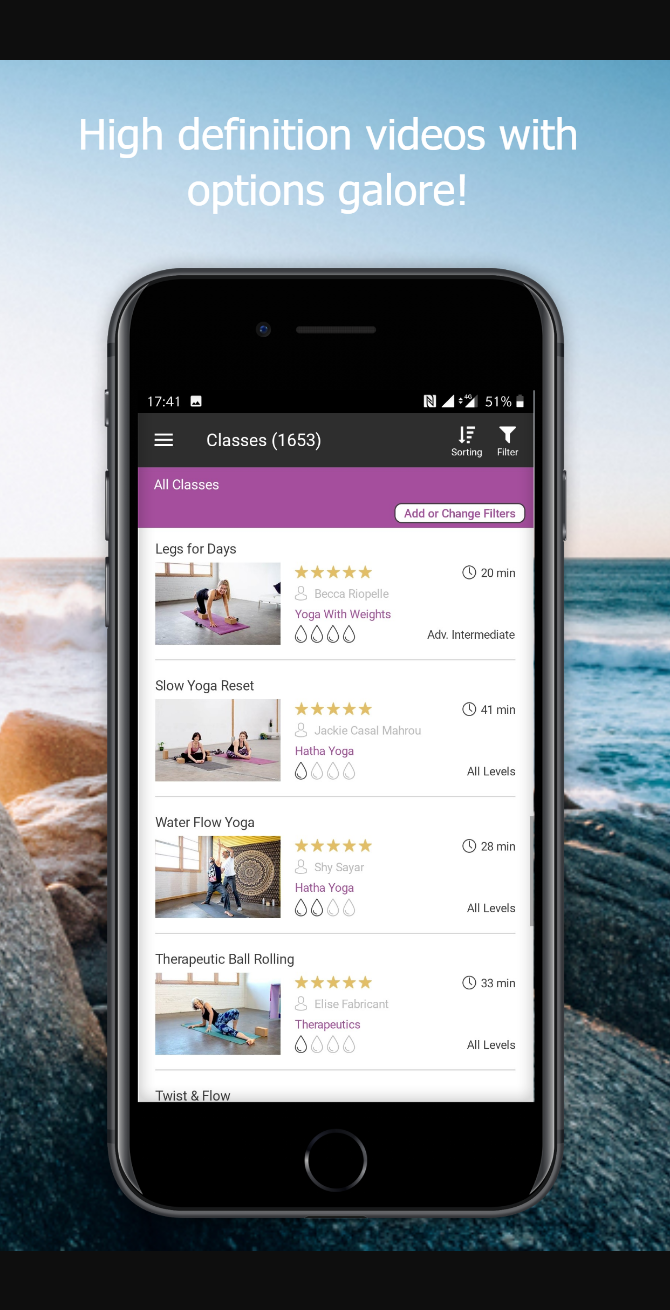 High definition videos with
options galore!
17:41
4G 51%
Classes (1653)
Sorting
Filter
All Classes
Add or Change Filters
Legs for Days
20 min
Becca Riopelle
Yoga With Weights
Adv. Intermediate
Slow Yoga Reset
41 min
Jackie Casal Mahrou
Hatha Yoga
All Levels
Water Flow Yoga
28 min
Shy Sayar
Hatha Yoga
All Levels
Therapeutic Ball Rolling
33 min
Elise Fabricant
Therapeutics
All Levels
Twist & Flow